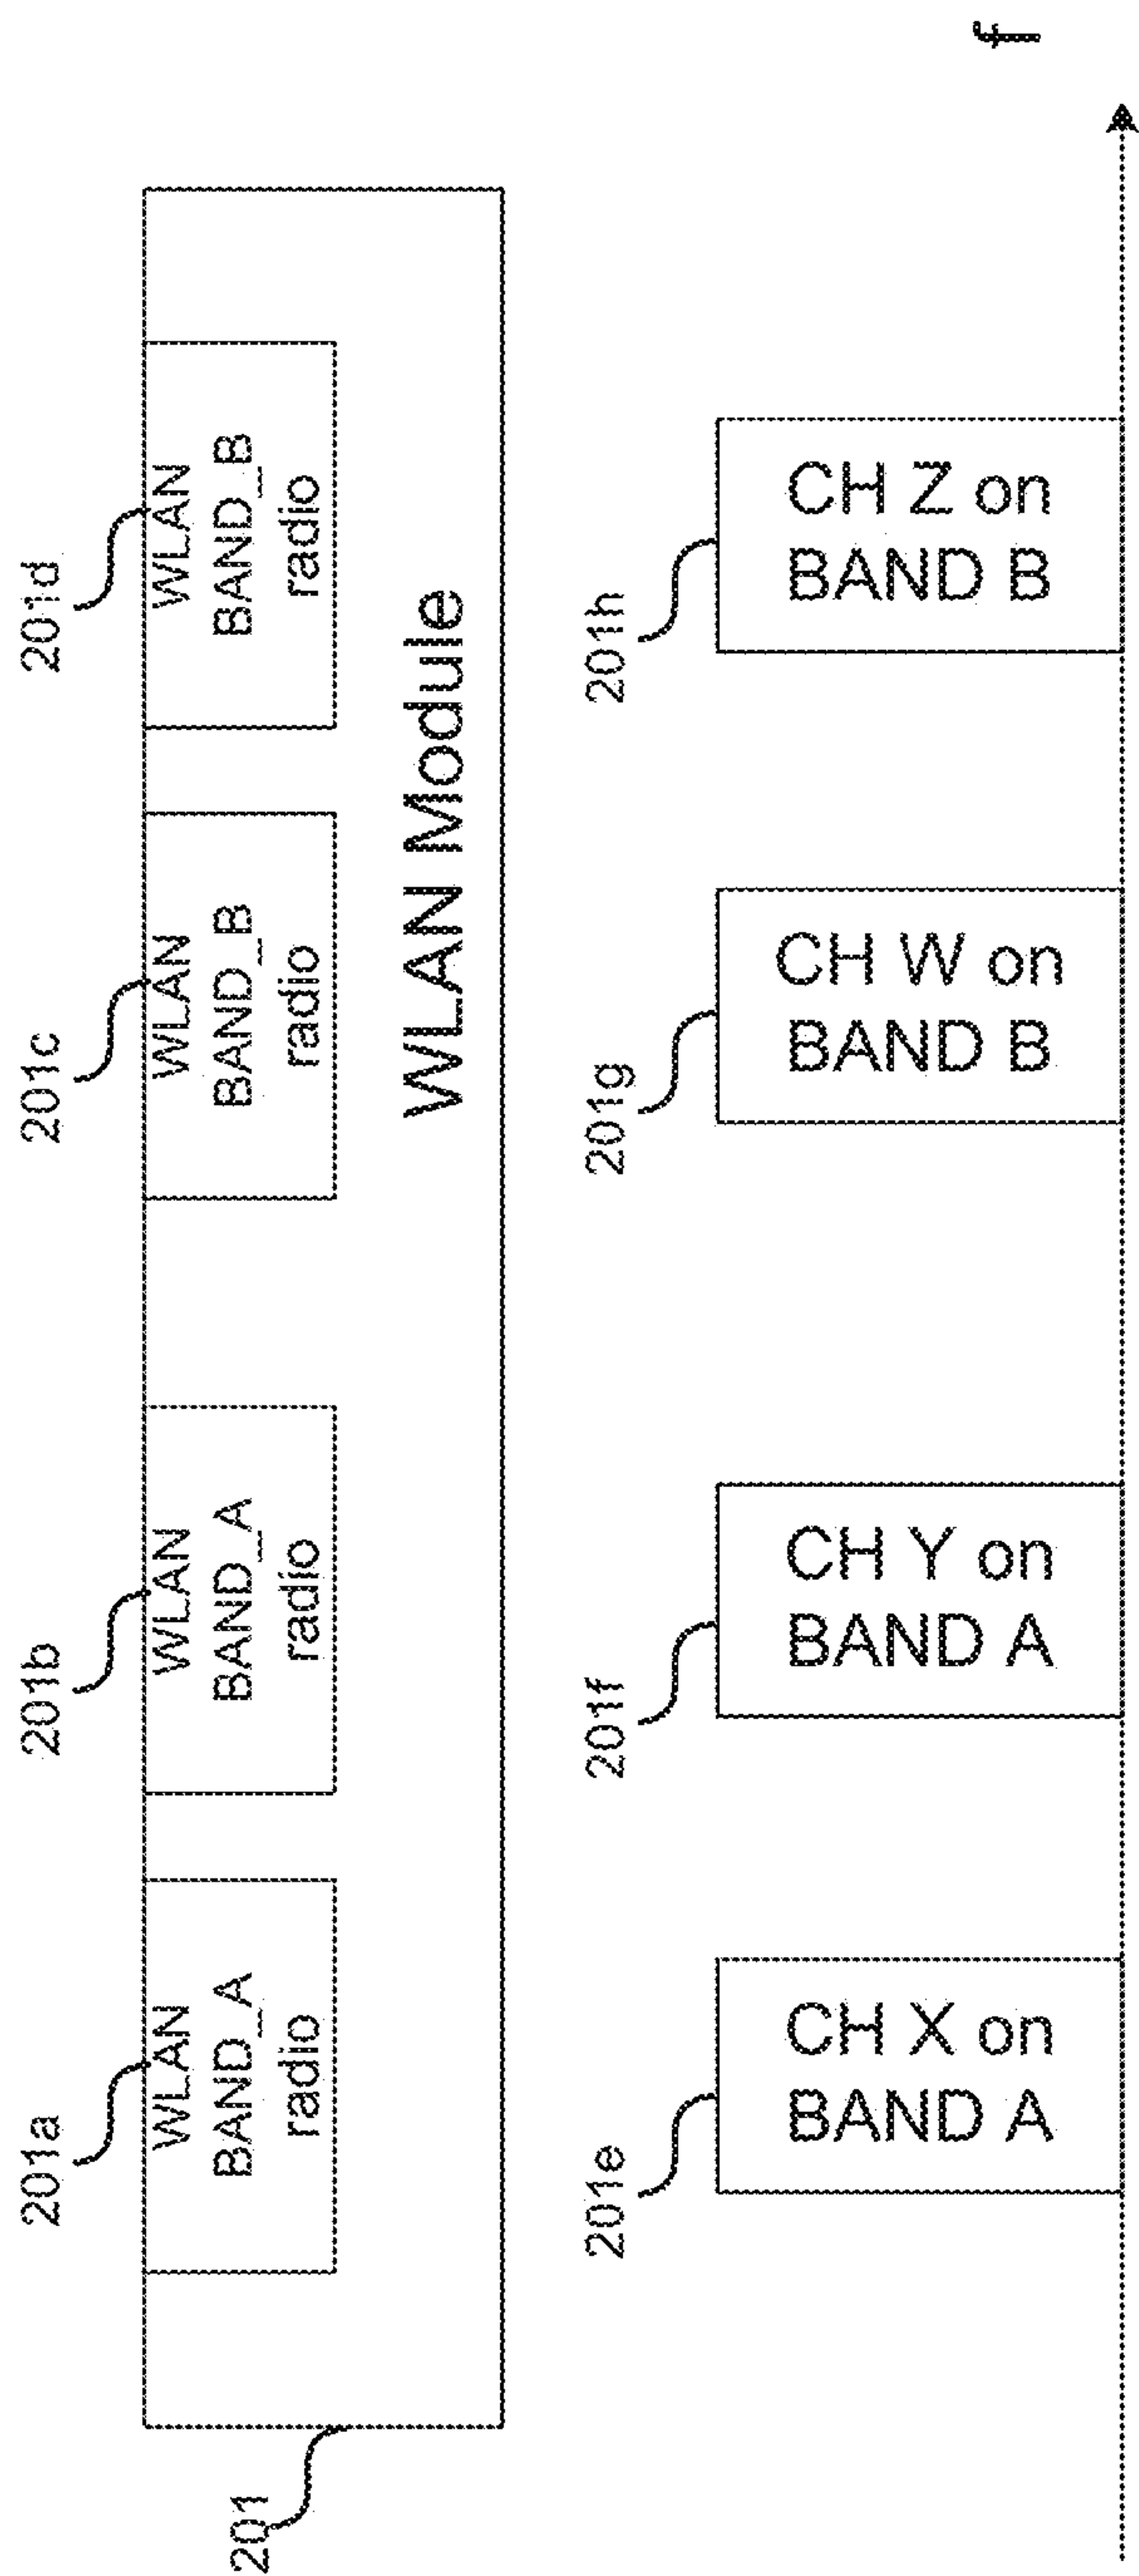 201a
201b
201c
201d
WLAN
BAND_A
radio
WLAN
BAND_A
radio
WLAN
BAND_B
radio
WLAN
BAND_B
radio
201
WLAN Module
201e
201f
201g
201h
CH X on
BAND A
CH Y on
BAND A
CH W on
BAND B
CH Z on
BAND B
f